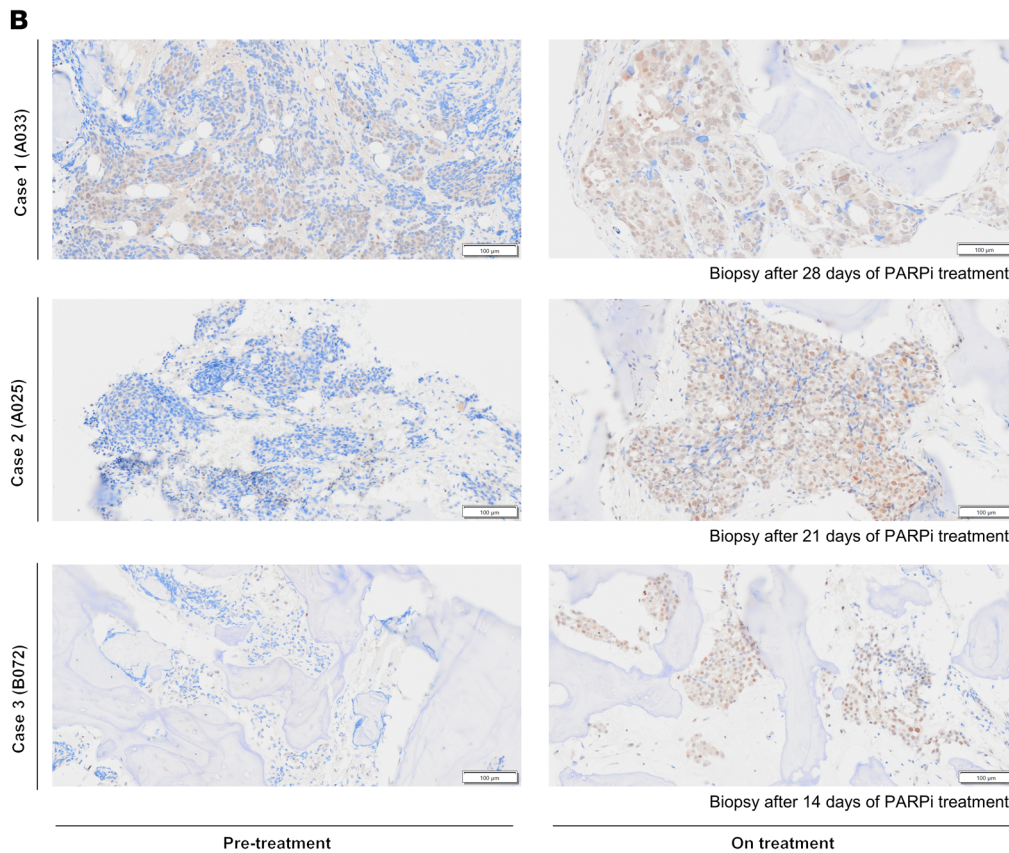 B
Case 1 (A033)
100 µm
100 µm
Biopsy after 28 days of PARPi treatment
Case 2 (A025)
100 µm
100 µm
Biopsy after 21 days of PARPi treatment
Case 3 (B072)
100 µm
100 µm
Biopsy after 14 days of PARPi treatment
Pre-treatment
On treatment